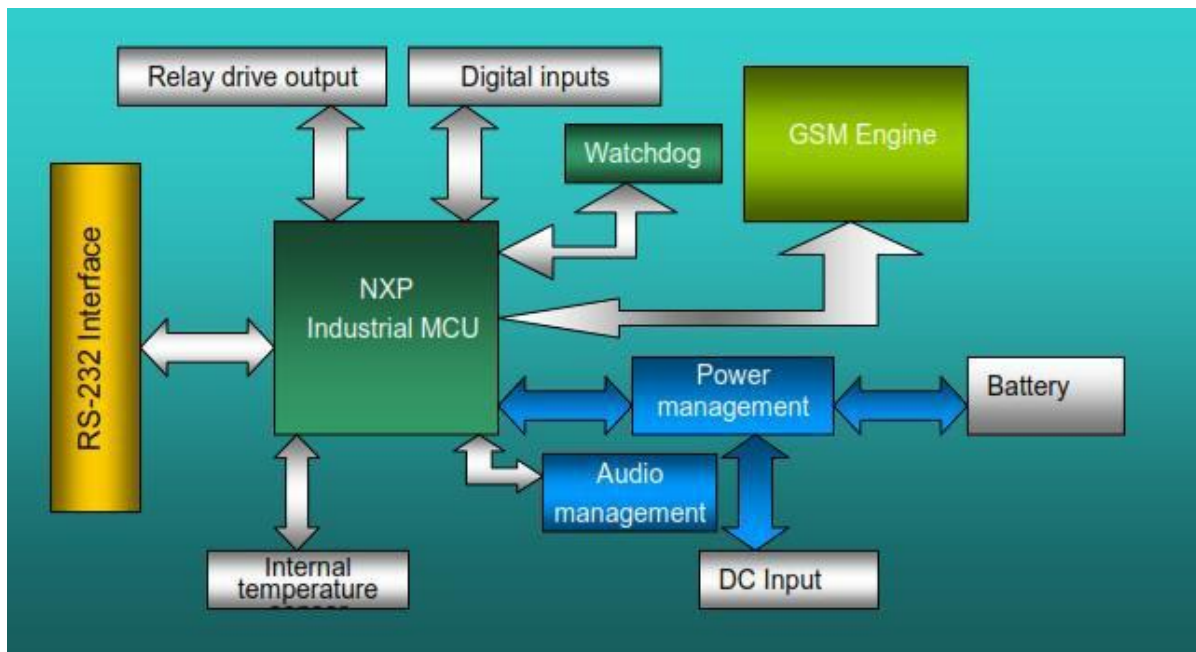 Relay drive output
Digital inputs
GSM Engine
Watchdog
RS-232 Interface
NXP
Industrial MCU
Power
management
Battery
Audio
management
Internal
temperature
sensor
DC Input